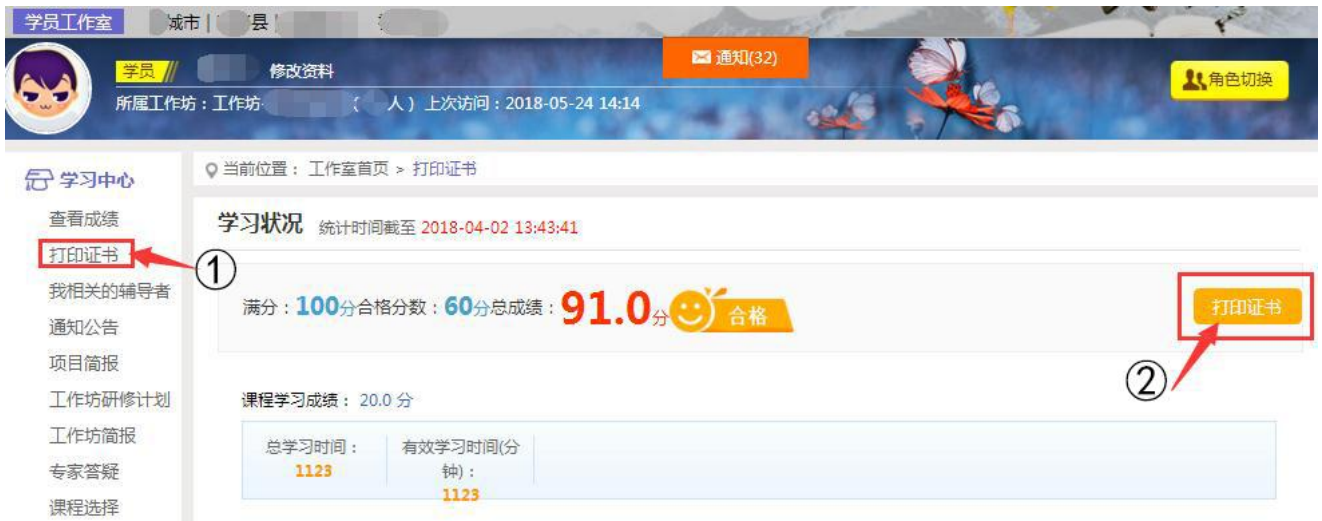 学员工作室 城市 | 县 |
通知(32)
学员 // 修改资料
角色切换
所属工作坊：工作坊 ( 人 ) 上次访问：2018-05-24 14:14
学习中心
当前位置： 工作室首页 > 打印证书
查看成绩
学习状况 统计时间截至 2018-04-02 13:43:41
打印证书
①
我相关的辅导者
满分：100分合格分数：60分总成绩：91.0分 合格
打印证书
通知公告
项目简报
②
工作坊研修计划
课程学习成绩： 20.0 分
工作坊简报
总学习时间：
1123
有效学习时间(分
钟)：
1123
专家答疑
课程选择